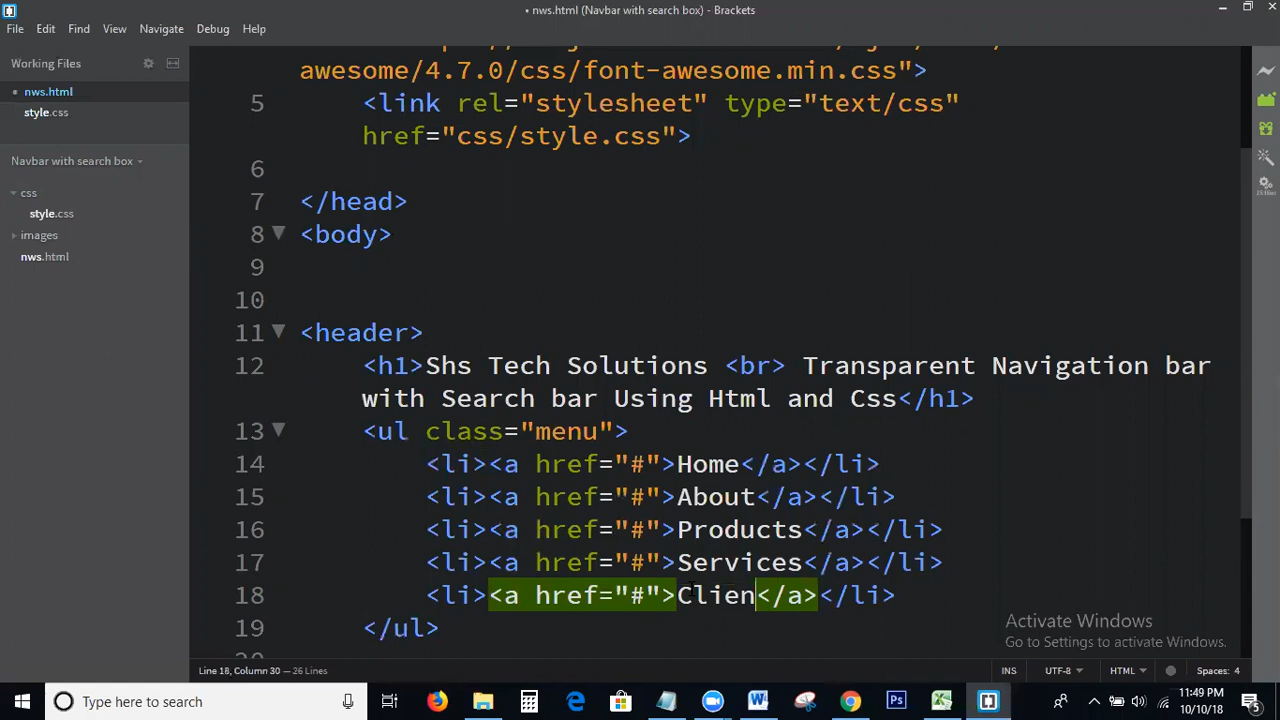 • nws.html (Navbar with search box) - Brackets
File Edit Find View Navigate Debug Help
Working Files
• nws.html
style.css
Navbar with search box
css
style.css
images
nws.html
awesome/4.7.0/css/font-awesome.min.css">
5 <link rel="stylesheet" type="text/css"
href="css/style.css">
6
7 </head>
8 <body>
9
10
11 <header>
12 <h1>Shs Tech Solutions <br> Transparent Navigation bar
with Search bar Using Html and Css</h1>
13 <ul class="menu">
14 <li><a href="#">Home</a></li>
15 <li><a href="#">About</a></li>
16 <li><a href="#">Products</a></li>
17 <li><a href="#">Services</a></li>
18 <li><a href="#">Clien</a></li>
19 </ul>
Activate Windows
Go to Settings to activate Windows.
Line 18, Column 30 — 26 Lines
INS UTF-8 HTML Spaces: 4
Type here to search
11:49 PM
10/10/18
5